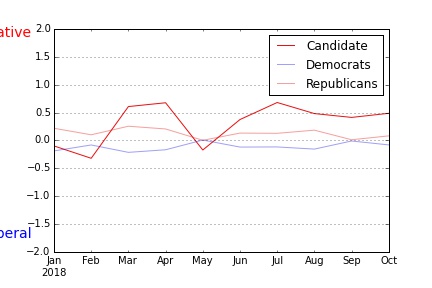 ative
2.0
Candidate
Democrats
Republicans
1.5
1.0
0.5
0.0
−0.5
−1.0
−1.5
beral
−2.0
Jan Feb Mar Apr May Jun Jul Aug Sep Oct
2018